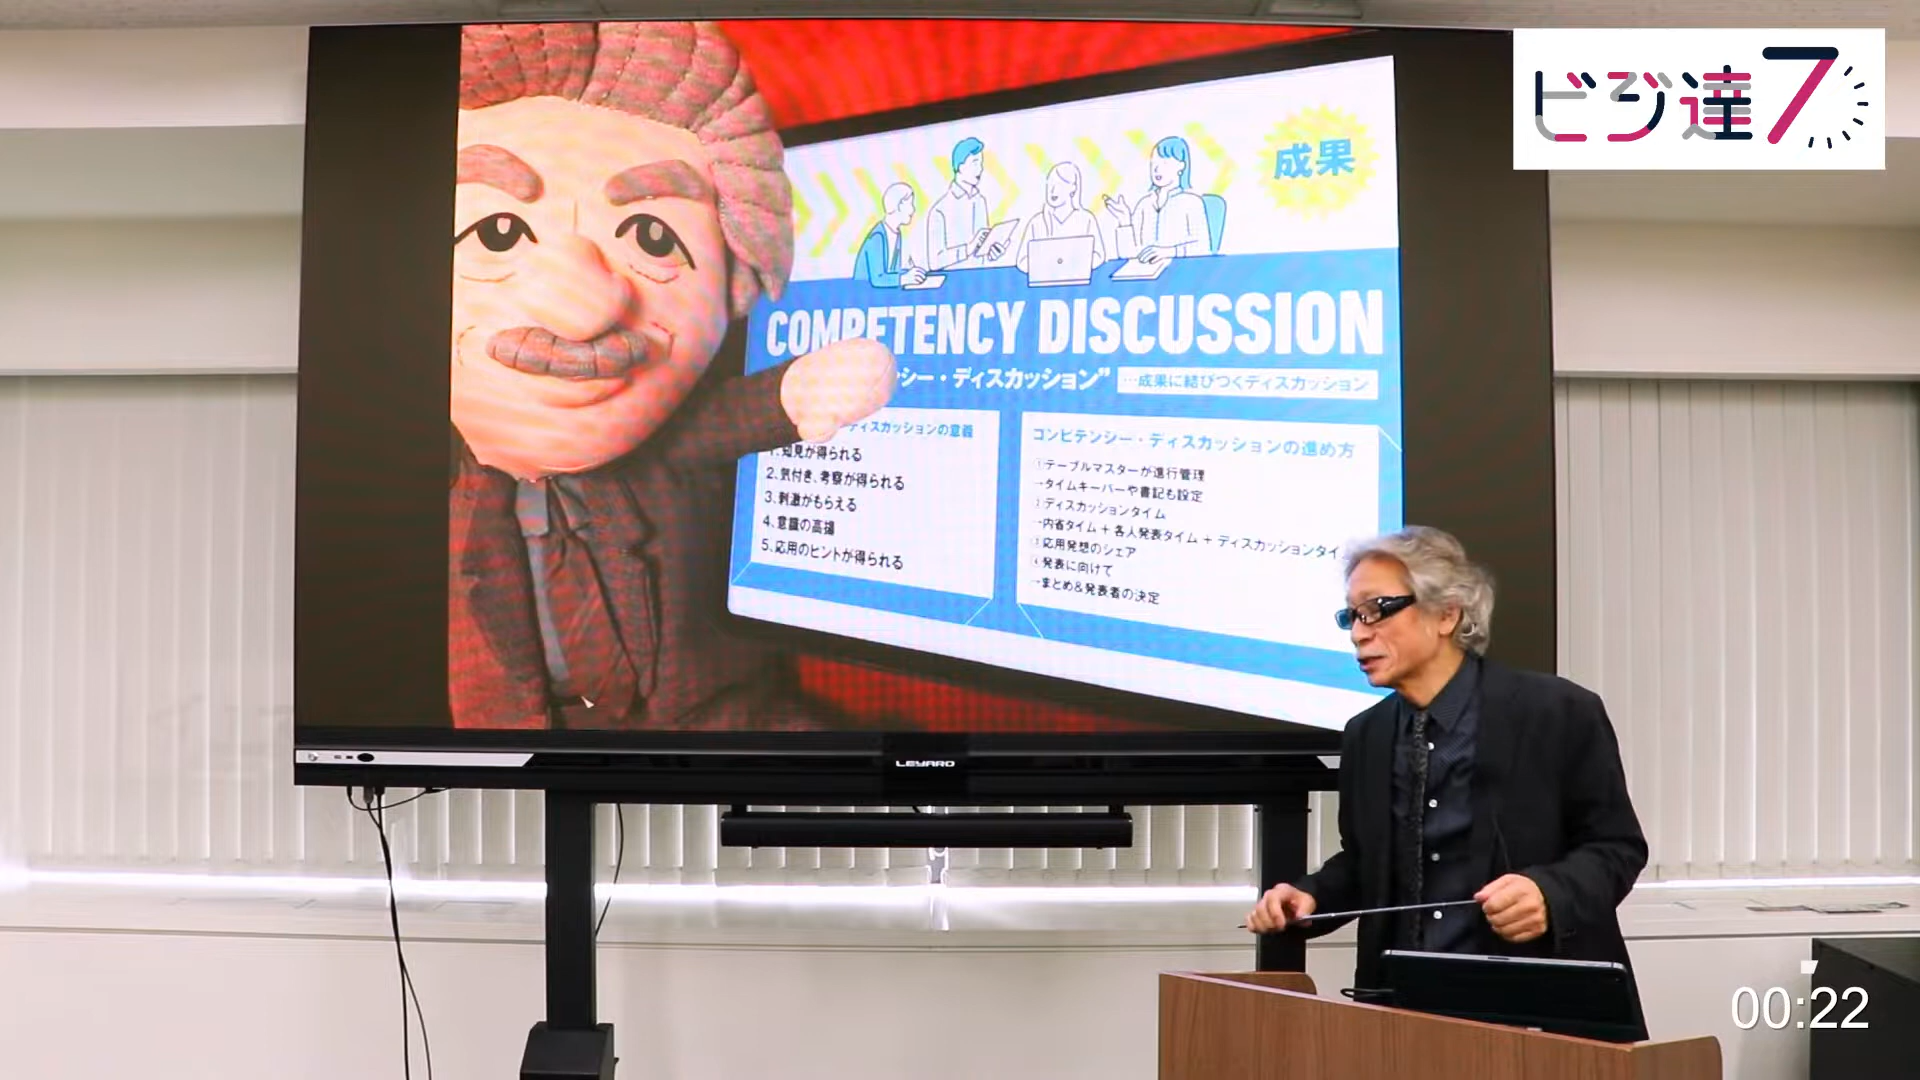 ビジ達7
成果
COMPETENCY DISCUSSION
ンシー・ディスカッション” …成果に結びつくディスカッション
ディスカッションの意義
1、知見が得られる
2、気付き、考察が得られる
3、刺激がもらえる
4、意識の高揚
5、応用のヒントが得られる
コンピテンシー・ディスカッションの進め方
①テーブルマスターが進行管理
→タイムキーパーや書記も設定
②ディスカッションタイム
→内省タイム + 各人発表タイム + ディスカッションタイ
③応用発想のシェア
④発表に向けて
→まとめ&発表者の決定
LEYARD
00:22